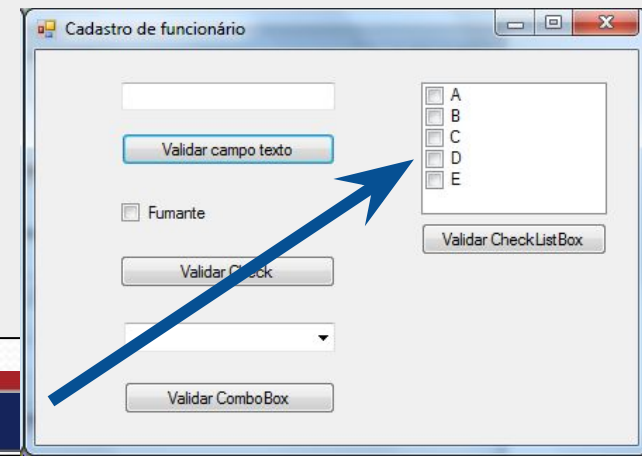 Cadastro de funcionário
Validar campo texto
Fumante
Validar Check
Validar ComboBox
A
B
C
D
E
Validar CheckListBox